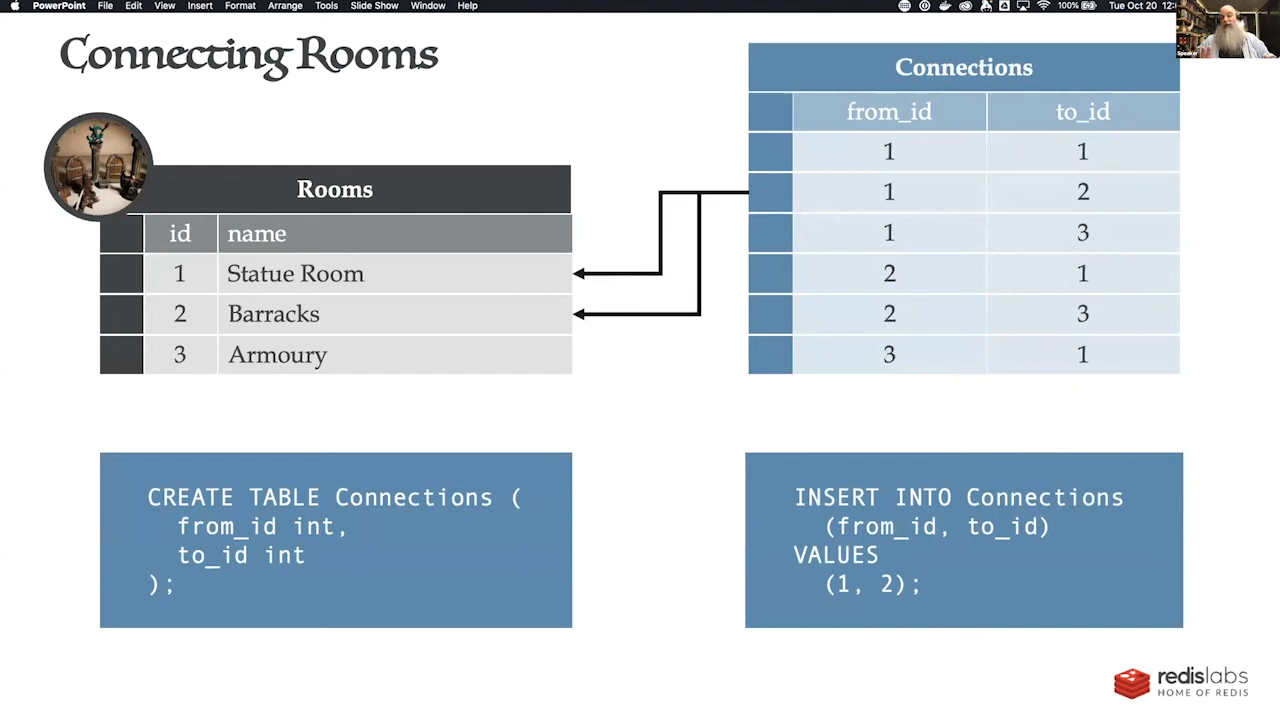 PowerPoint File Edit View Insert Format Arrange Tools Slide Show Window Help 100% Tue Oct 20
Speaker
Connecting Rooms
Connections
from_id to_id
1 1
1 2
1 3
2 1
2 3
3 1
Rooms
id name
1 Statue Room
2 Barracks
3 Armoury
CREATE TABLE Connections (
from_id int,
to_id int
);
INSERT INTO Connections
(from_id, to_id)
VALUES
(1, 2);
redislabs
HOME OF REDIS